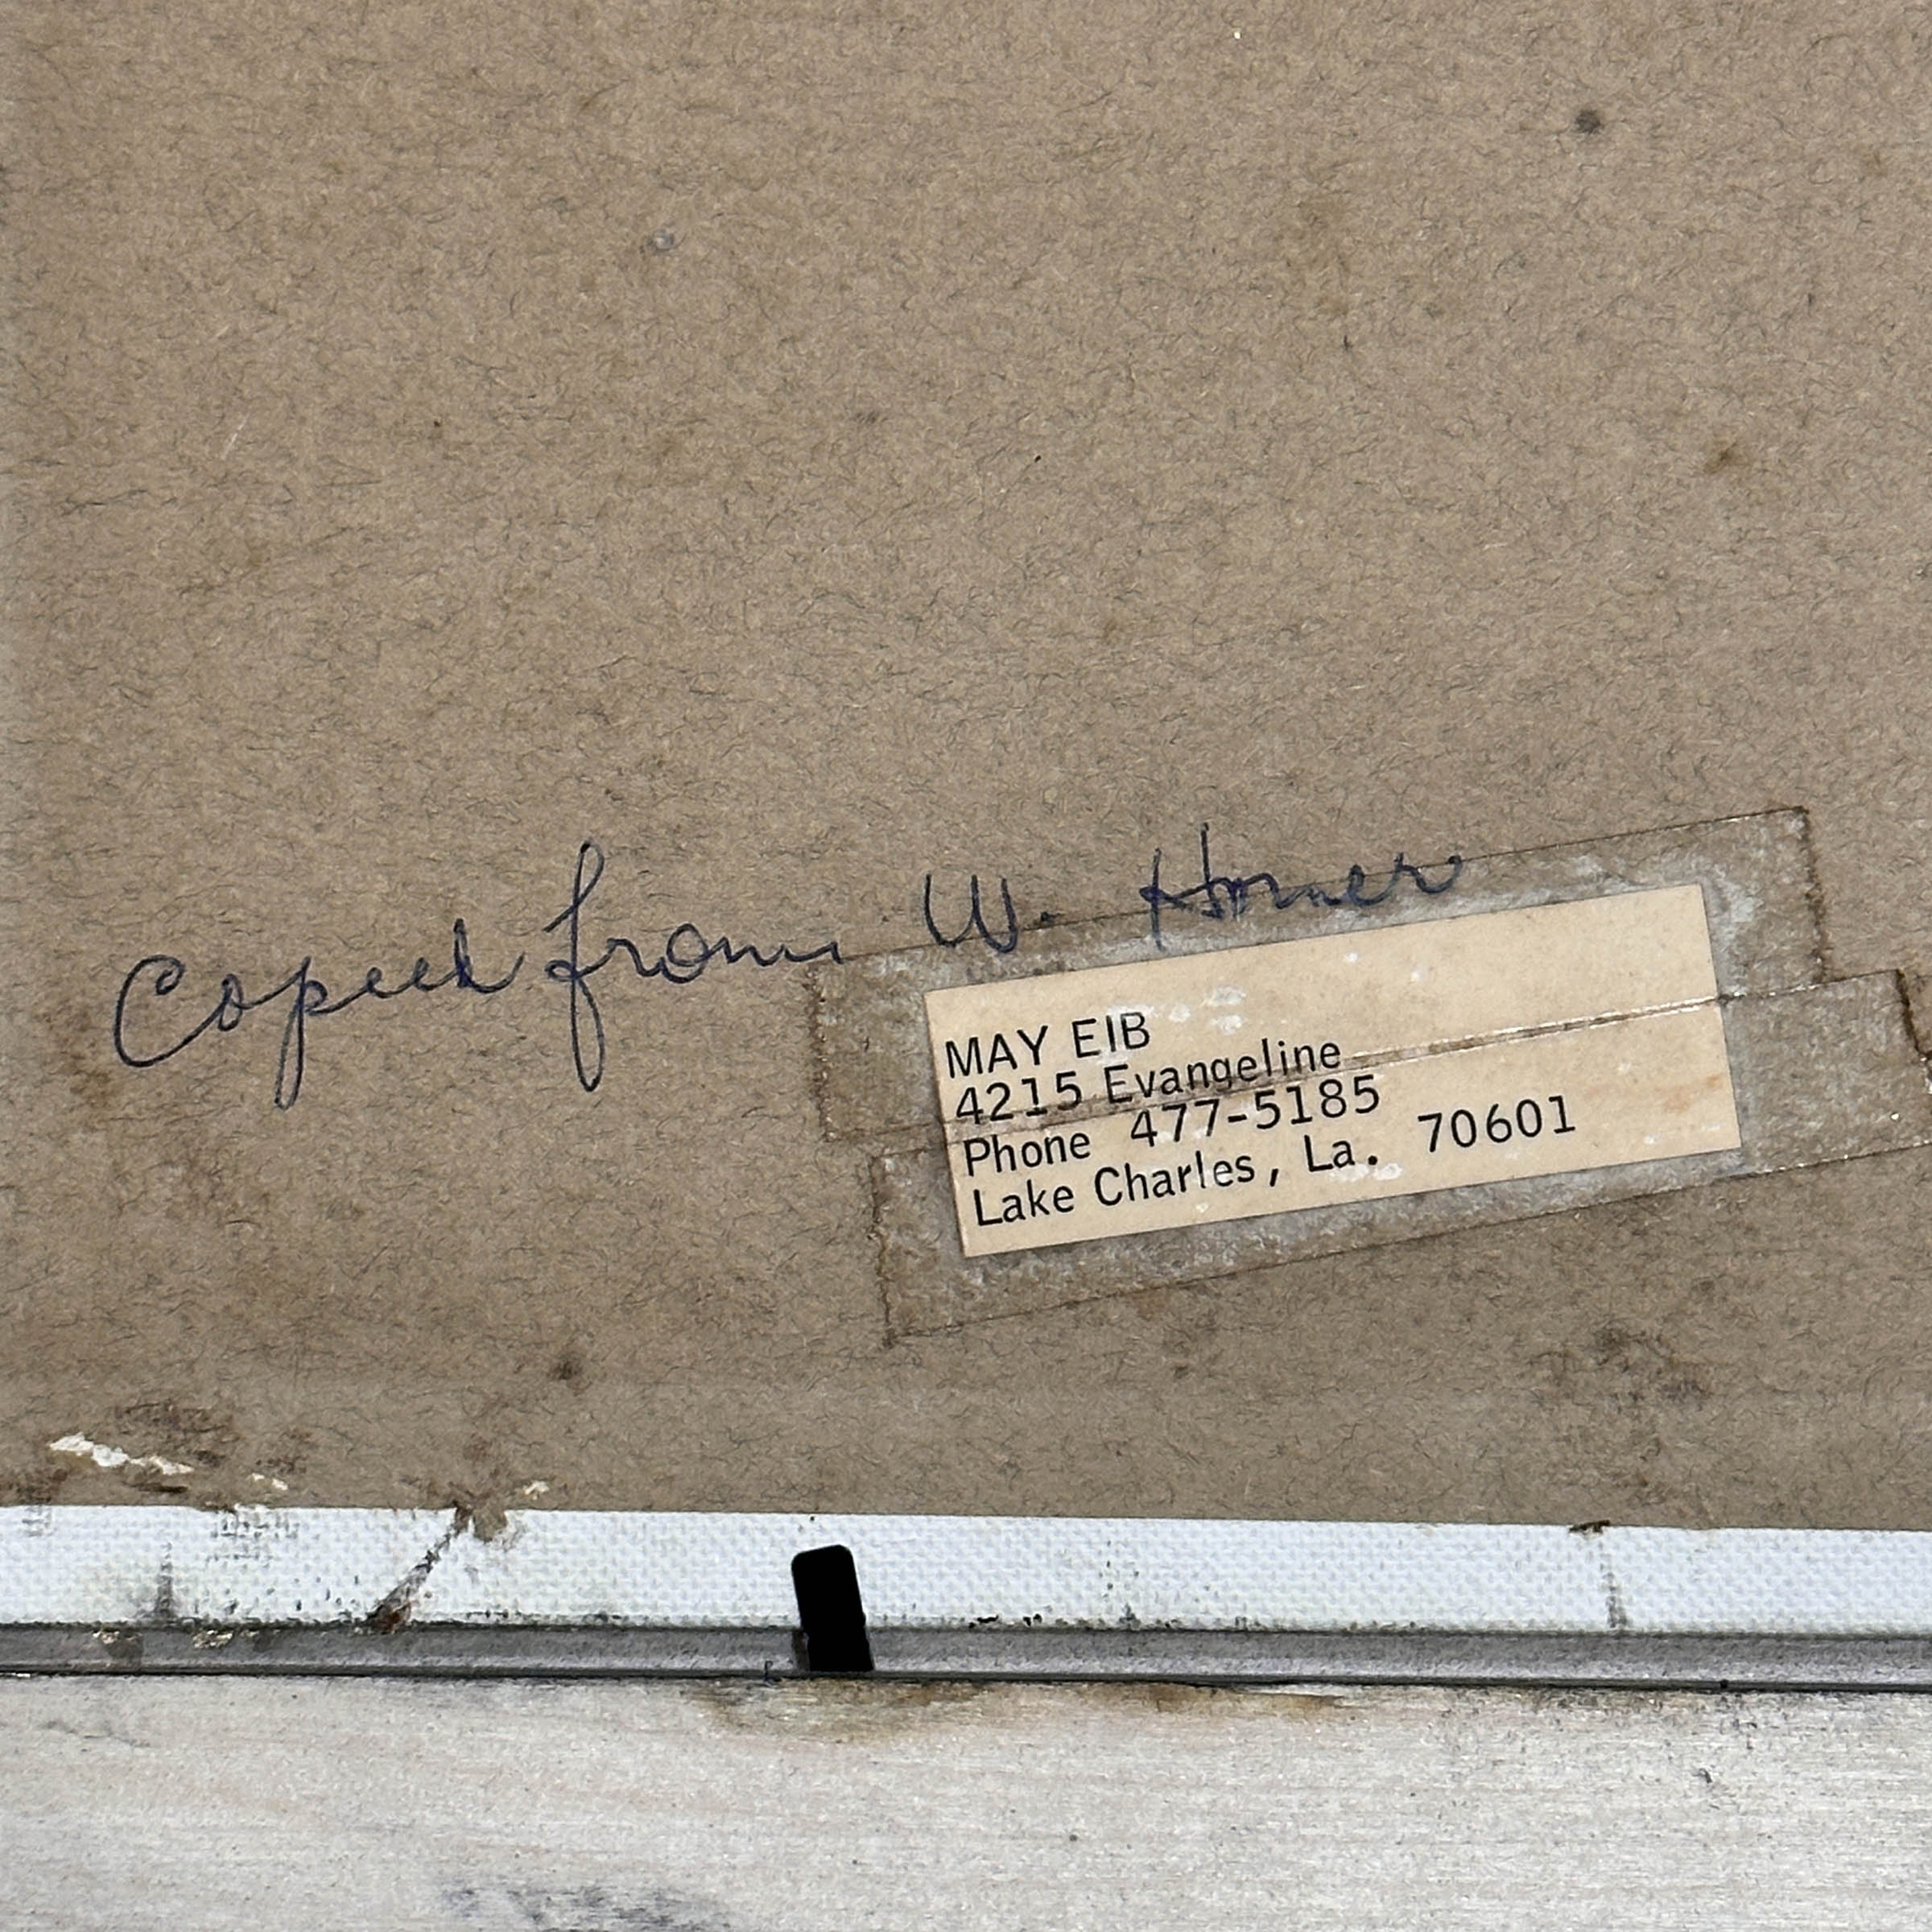 Copied from W. Homer
MAY EIB
4215 Evangeline
Phone 477-5185
Lake Charles, La. 70601